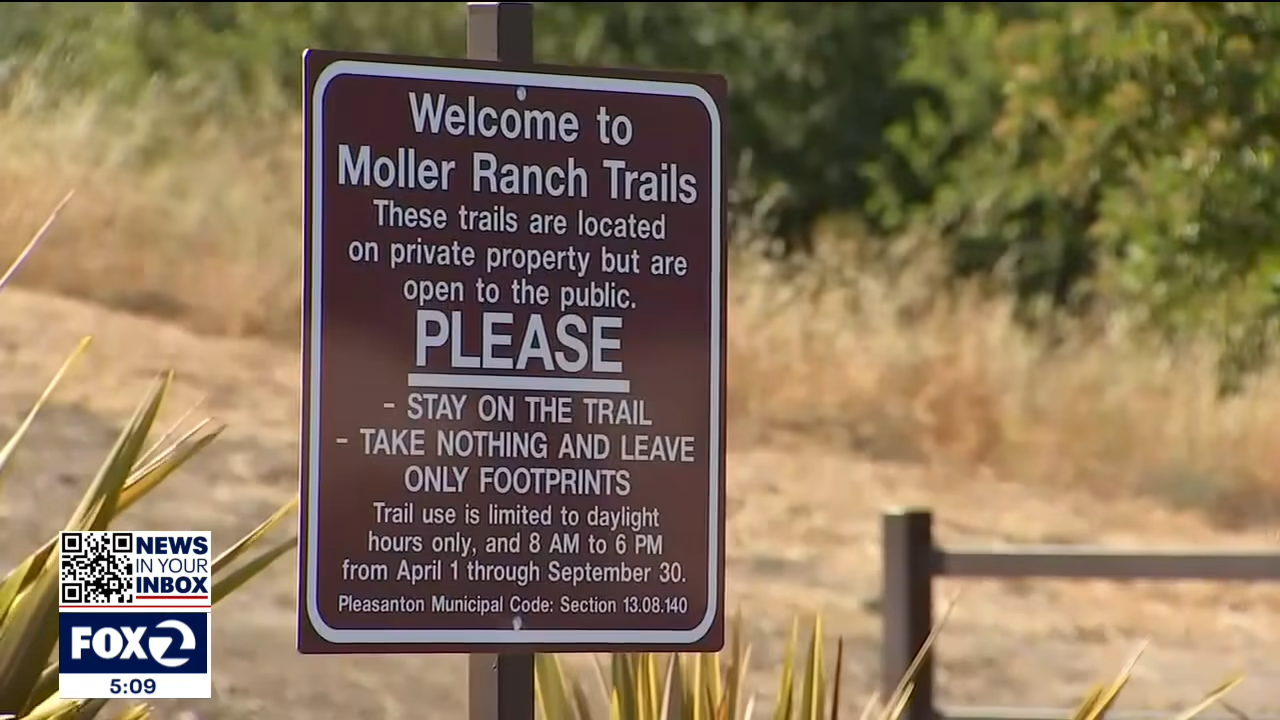 Welcome to
Moller Ranch Trails
These trails are located
on private property but are
open to the public.
PLEASE
- STAY ON THE TRAIL
- TAKE NOTHING AND LEAVE
ONLY FOOTPRINTS
Trail use is limited to daylight
hours only, and 8 AM to 6 PM
from April 1 through September 30.
Pleasanton Municipal Code: Section 13.08.140
NEWS
IN YOUR
INBOX
FOX 2
5:09